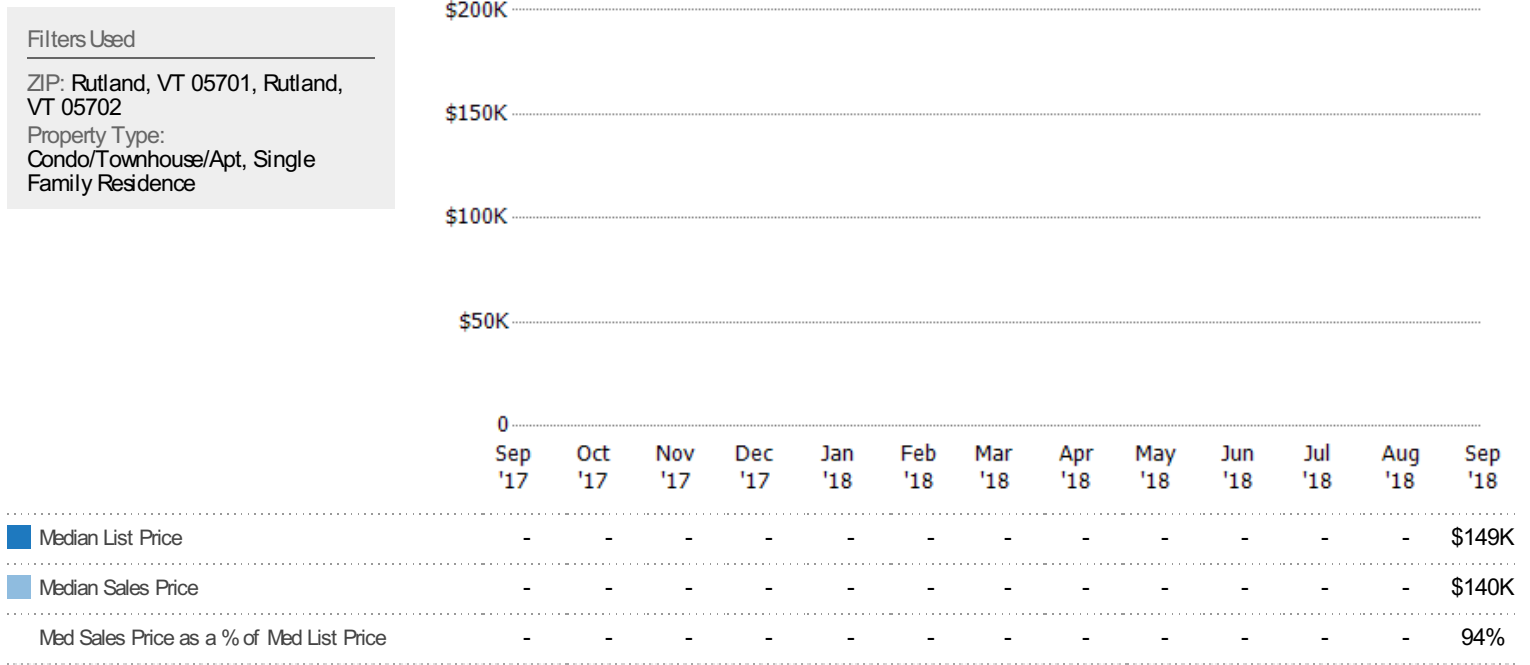 Filters Used
ZIP: Rutland, VT 05701, Rutland,
VT 05702
Property Type:
Condo/Townhouse/Apt, Single
Family Residence
$200K
$150K
$100K
$50K
0
Sep Oct Nov Dec Jan Feb Mar Apr May Jun Jul Aug Sep
'17 '17 '17 '17 '18 '18 '18 '18 '18 '18 '18 '18 '18
Median List Price - - - - - - - - - - - - $149K
Median Sales Price - - - - - - - - - - - - $140K
Med Sales Price as a % of Med List Price - - - - - - - - - - - - 94%